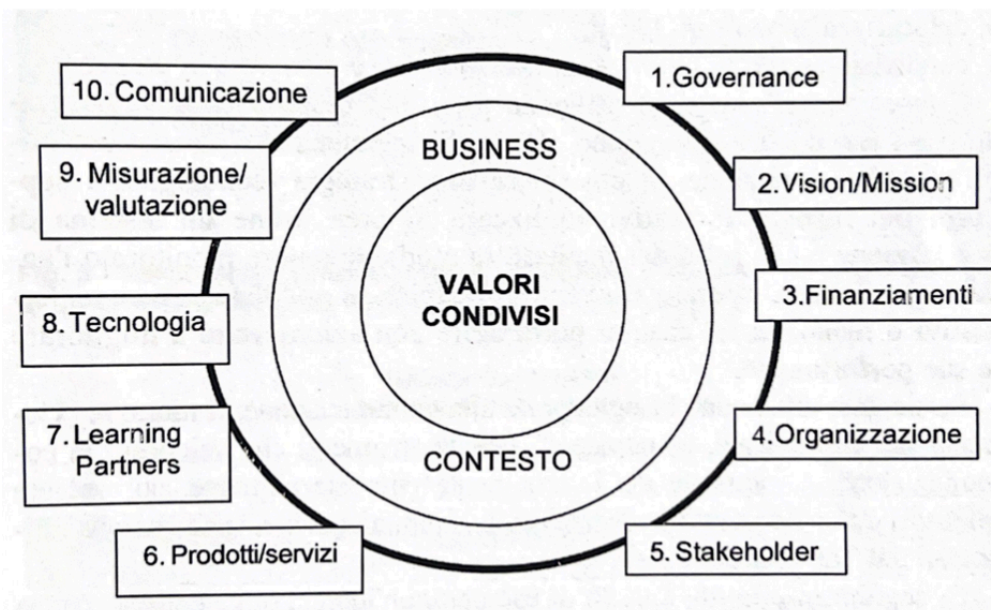 1.Governance
2.Vision/Mission
3.Finanziamenti
4.Organizzazione
5.Stakeholder
6.Prodotti/servizi
7.Learning
Partners
8.Tecnologia
9.Misurazione/
valutazione
10.Comunicazione
BUSINESS
VALORI
CONDIVISI
CONTESTO